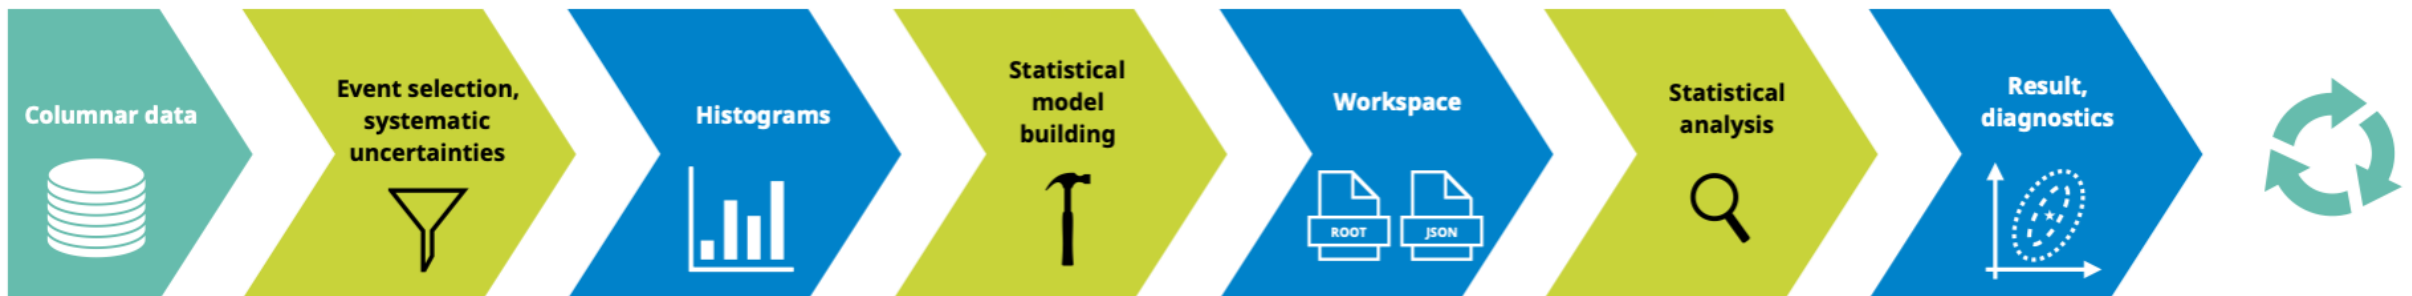 Columnar data
Event selection,
systematic
uncertainties
Histograms
Statistical
model
building
Workspace
ROOT
JSON
Statistical
analysis
Result,
diagnostics